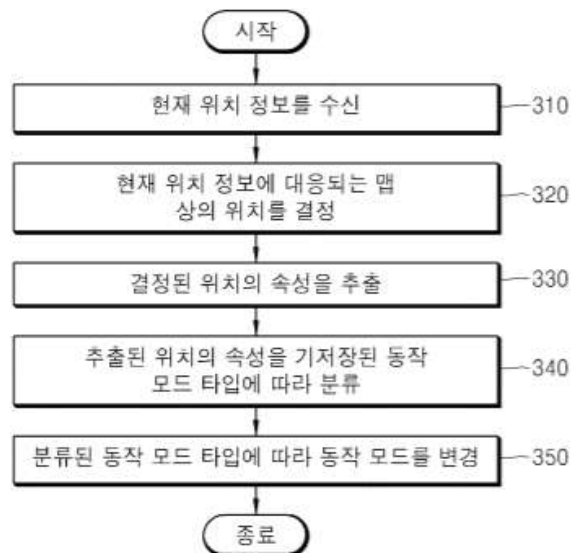 시작
현재 위치 정보를 수신
310
현재 위치 정보에 대응되는 맵
상의 위치를 결정
320
결정된 위치의 속성을 추출
330
추출된 위치의 속성을 기저장된 동작
모드 타입에 따라 분류
340
분류된 동작 모드 타입에 따라 동작 모드를 변경
350
종료